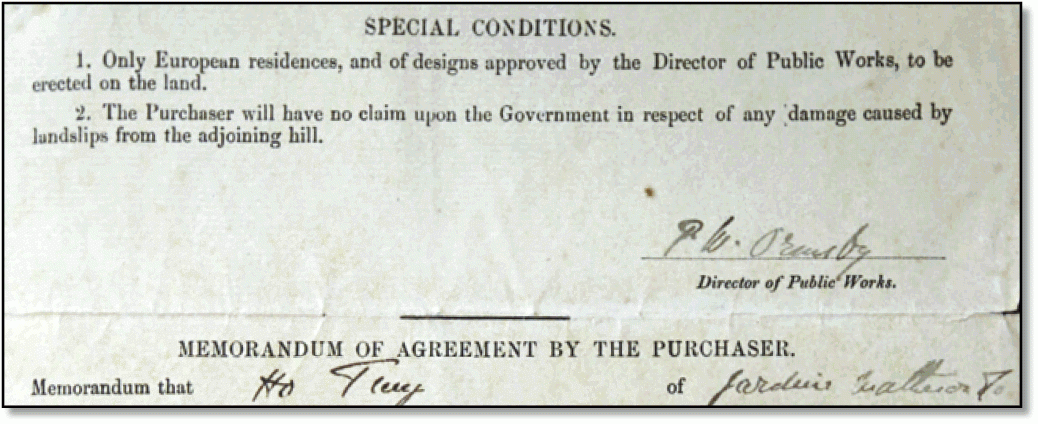 SPECIAL CONDITIONS.
1. Only European residences, and of designs approved by the Director of Public Works, to be
erected on the land.
2. The Purchaser will have no claim upon the Government in respect of any damage caused by
landslips from the adjoining hill.
Ormsby
Director of Public Works.
MEMORANDUM OF AGREEMENT BY THE PURCHASER.
Memorandum that Ho Tung of Jardine Matheson Co.